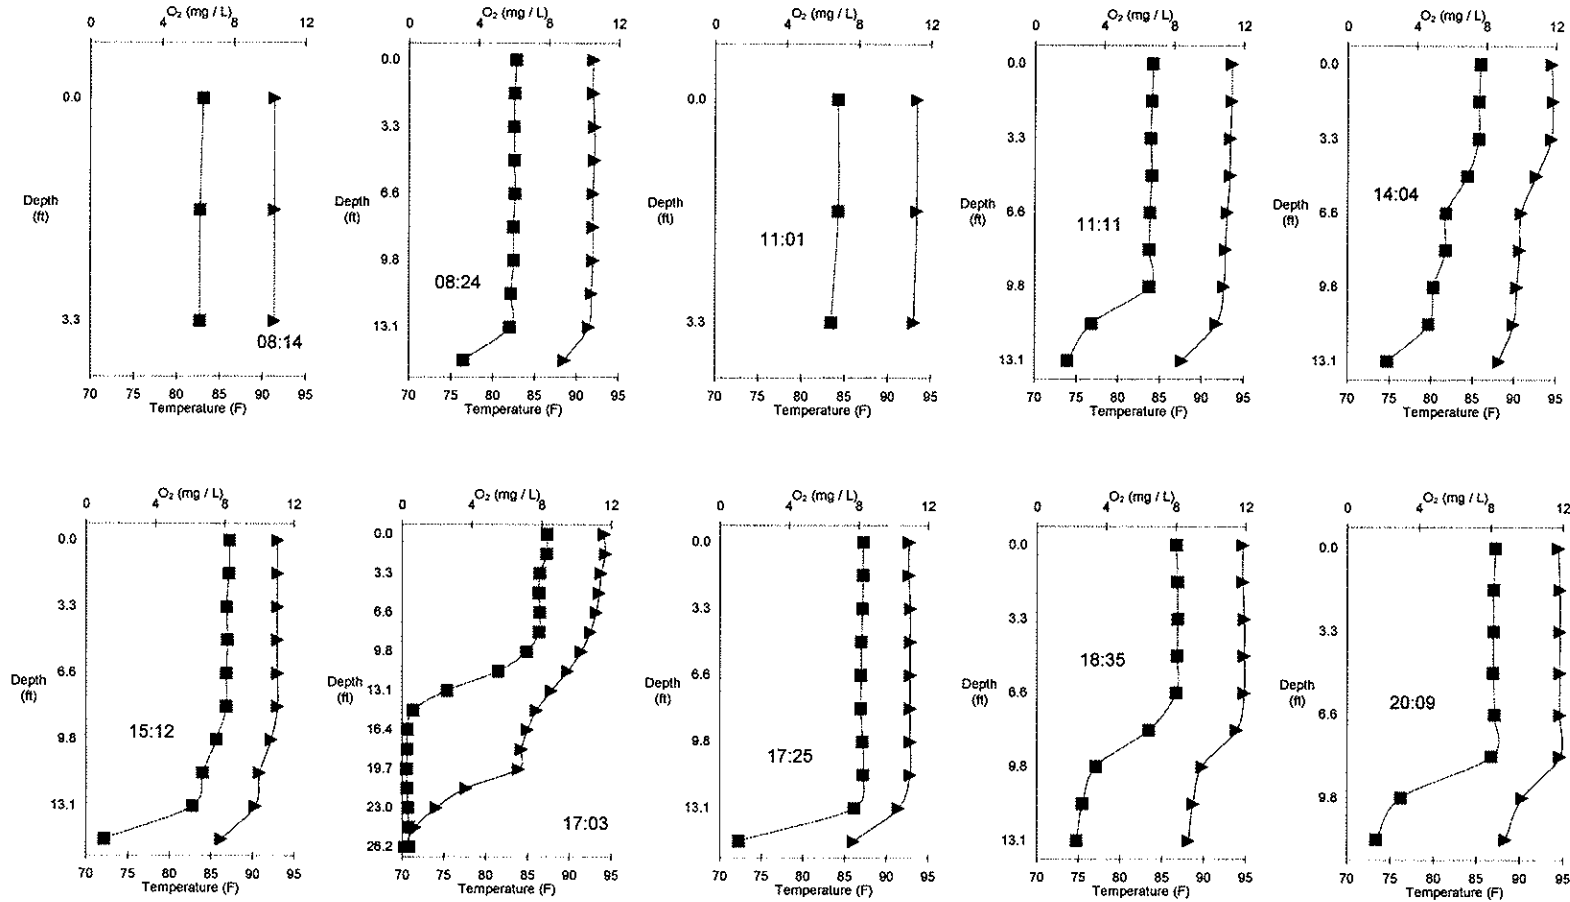 O₂ (mg / L)
0 4 8 12
0.0
Depth
(ft)
3.3
08:14
70 75 80 85 90 95
Temperature (F)
O₂ (mg / L)
0 4 8 12
0.0
3.3
6.6
Depth
(ft)
9.8
08:24
13.1
70 75 80 85 90 95
Temperature (F)
O₂ (mg / L)
0 4 8 12
0.0
Depth
(ft)
11:01
3.3
70 75 80 85 90 95
Temperature (F)
O₂ (mg / L)
0 4 8 12
0.0
3.3
6.6
Depth
(ft)
11:11
9.8
13.1
70 75 80 85 90 95
Temperature (F)
O₂ (mg / L)
0 4 8 12
0.0
3.3
14:04
6.6
Depth
(ft)
9.8
13.1
70 75 80 85 90 95
Temperature (F)
O₂ (mg / L)
0 4 8 12
0.0
3.3
6.6
Depth
(ft)
15:12
9.8
13.1
70 75 80 85 90 95
Temperature (F)
O₂ (mg / L)
0 4 8 12
0.0
3.3
6.6
9.8
Depth
(ft)
13.1
16.4
19.7
23.0
17:03
26.2
70 75 80 85 90 95
Temperature (F)
O₂ (mg / L)
0 4 8 12
0.0
3.3
6.6
Depth
(ft)
9.8
17:25
13.1
70 75 80 85 90 95
Temperature (F)
O₂ (mg / L)
0 4 8 12
0.0
3.3
18:35
6.6
Depth
(ft)
9.8
13.1
70 75 80 85 90 95
Temperature (F)
O₂ (mg / L)
0 4 8 12
0.0
3.3
20:09
6.6
Depth
(ft)
9.8
70 75 80 85 90 95
Temperature (F)